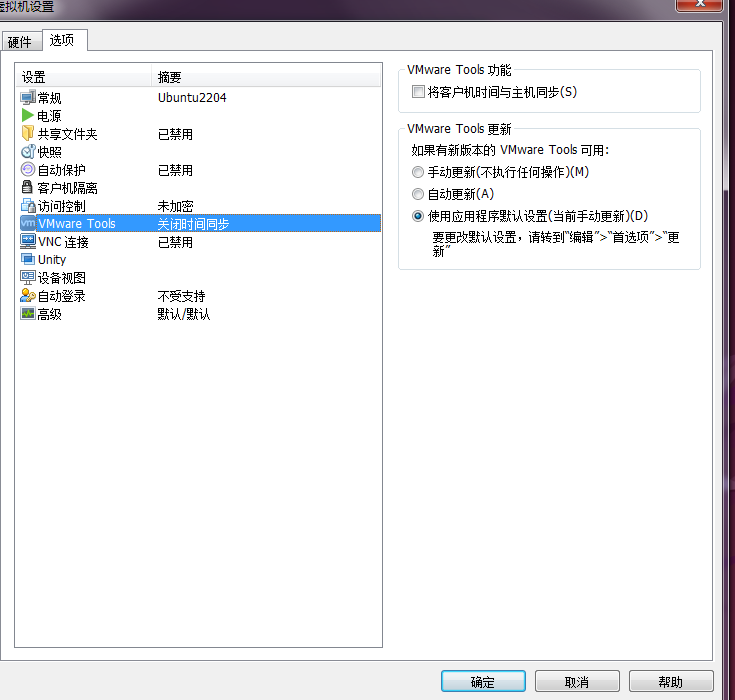 虚拟机设置
硬件
选项
设置 摘要
常规 Ubuntu2204
电源
共享文件夹 已禁用
快照
自动保护 已禁用
客户机隔离
访问控制 未加密
vm VMware Tools 关闭时间同步
VNC 连接 已禁用
Unity
设备视图
自动登录 不受支持
高级 默认/默认
VMware Tools 功能
将客户机时间与主机同步(S)
VMware Tools 更新
如果有新版本的 VMware Tools 可用:
手动更新(不执行任何操作)(M)
自动更新(A)
使用应用程序默认设置(当前手动更新)(D)
要更改默认设置，请转到“编辑”>“首选项”>“更
新”
确定 取消 帮助